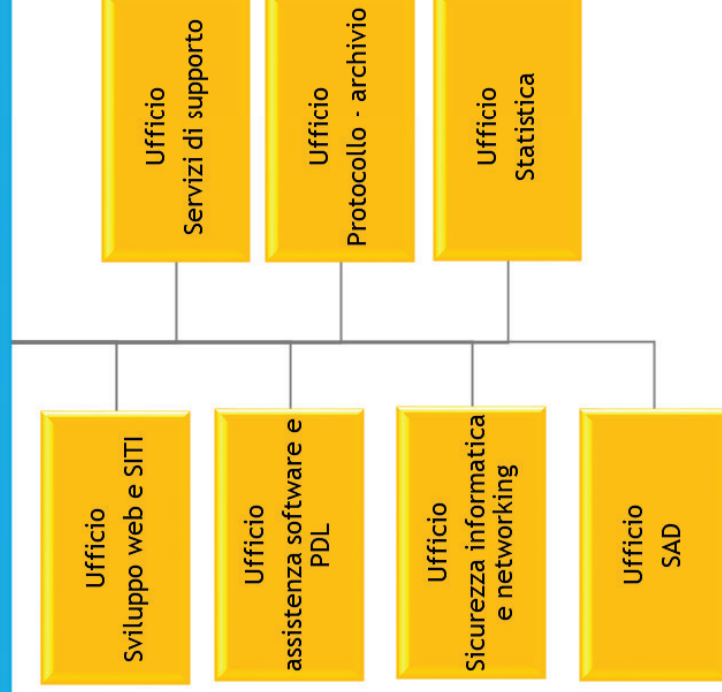 Ufficio
Sviluppo web e SITI
Ufficio
assistenza software e
PDL
Ufficio
Sicurezza informatica
e networking
Ufficio
SAD
Ufficio
Servizi di supporto
Ufficio
Protocollo - archivio
Ufficio
Statistica